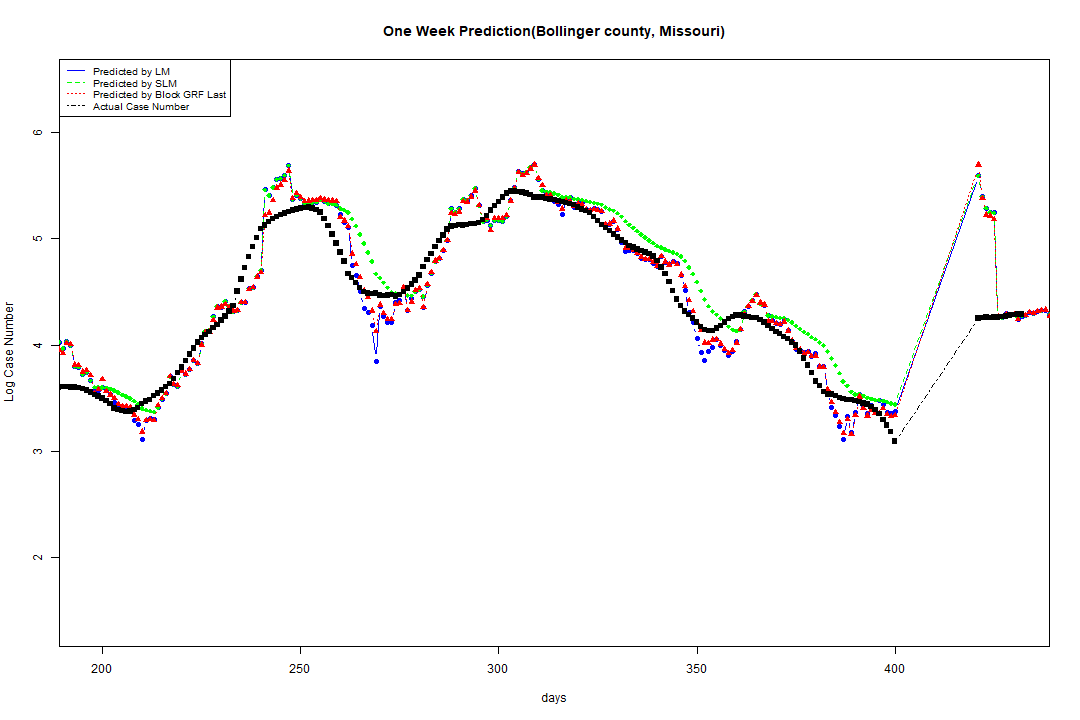 One Week Prediction(Bollinger county, Missouri)
Predicted by LM
Predicted by SLM
Predicted by Block GRF Last
Actual Case Number
6
5
4
3
2
Log Case Number
200 250 300 350 400
days